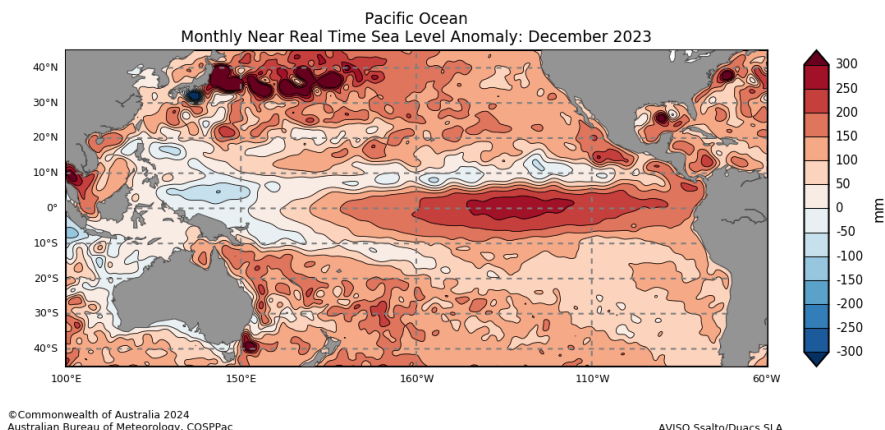 Pacific Ocean
Monthly Near Real Time Sea Level Anomaly: December 2023
40°N
30°N
20°N
10°N
0°
10°S
20°S
30°S
40°S
100°E
150°E
160°W
110°W
60°W
300
250
200
150
100
50
0
-50
-100
-150
-200
-250
-300
mm
©Commonwealth of Australia 2024
Australian Bureau of Meteorology, COSPPac
AVISO Ssalto/Duacs SLA